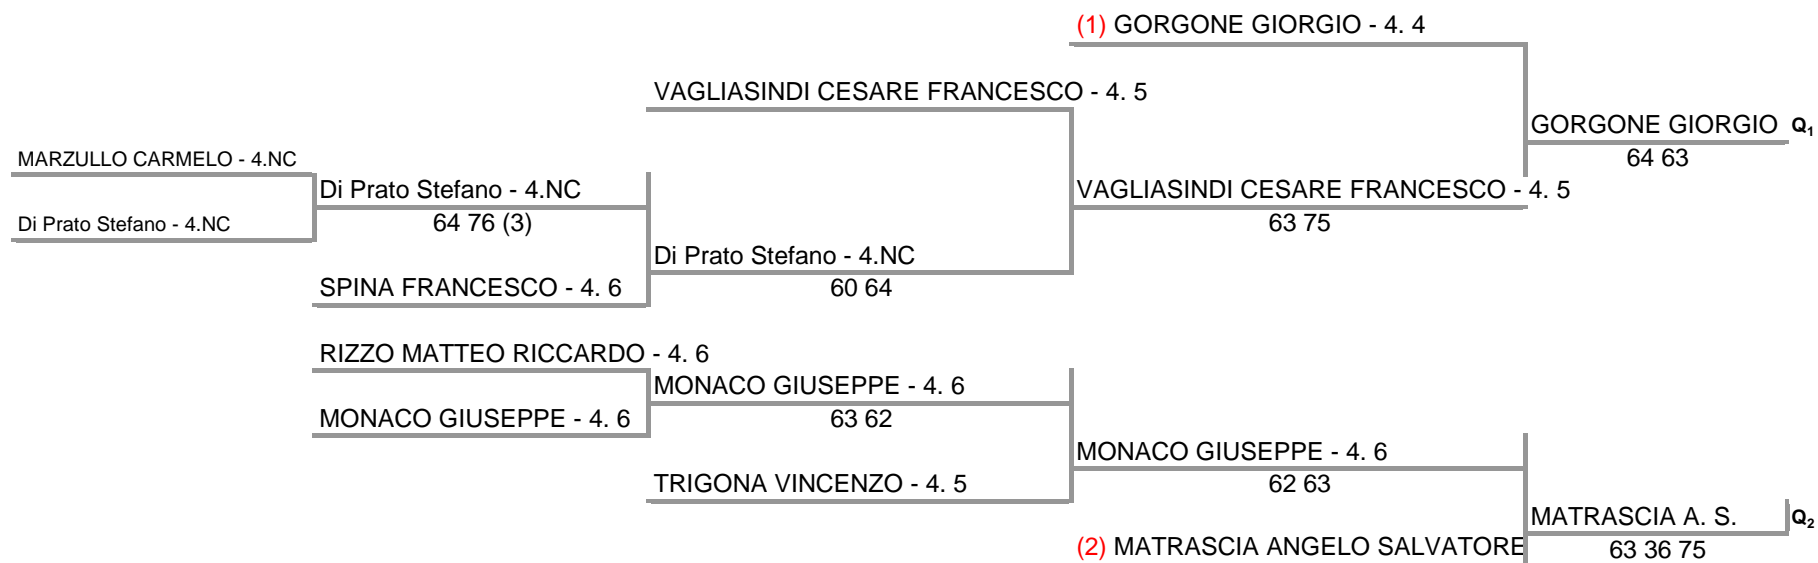 (1) GORGONE GIORGIO - 4. 4
VAGLIASINDI CESARE FRANCESCO - 4. 5
GORGONE GIORGIO Q1
64 63
MARZULLO CARMELO - 4.NC
Di Prato Stefano - 4.NC
VAGLIASINDI CESARE FRANCESCO - 4. 5
Di Prato Stefano - 4.NC
64 76 (3)
63 75
Di Prato Stefano - 4.NC
SPINA FRANCESCO - 4. 6
60 64
RIZZO MATTEO RICCARDO - 4. 6
MONACO GIUSEPPE - 4. 6
MONACO GIUSEPPE - 4. 6
63 62
MONACO GIUSEPPE - 4. 6
TRIGONA VINCENZO - 4. 5
62 63
MATRASCIA A. S. Q2
(2) MATRASCIA ANGELO SALVATORE
63 36 75